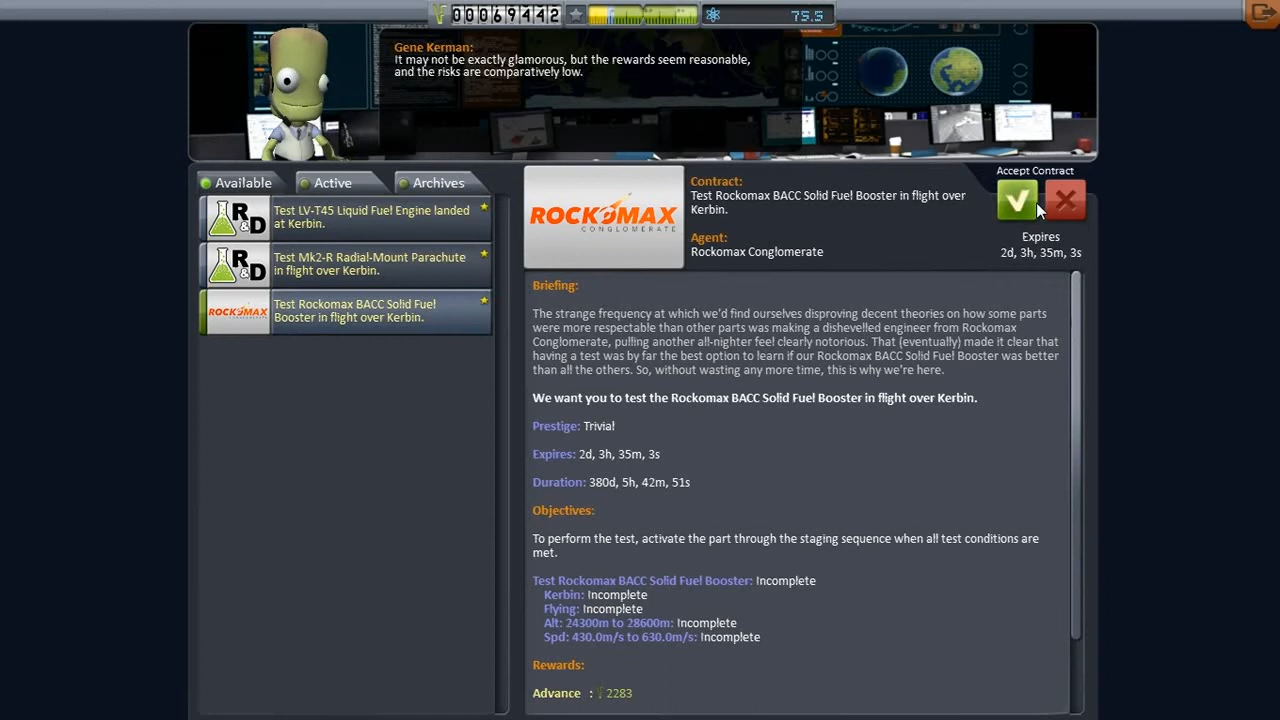 00069442
75.5
Gene Kerman:
It may not be exactly glamorous, but the rewards seem reasonable,
and the risks are comparatively low.
Available
Active
Archives
R&D
Test LV-T45 Liquid Fuel Engine landed
at Kerbin.
R&D
Test Mk2-R Radial-Mount Parachute
in flight over Kerbin.
ROCKOMAX
Test Rockomax BACC Solid Fuel
Booster in flight over Kerbin.
ROCKOMAX
CONGLOMERATE
Contract:
Test Rockomax BACC Solid Fuel Booster in flight over
Kerbin.
Agent:
Rockomax Conglomerate
Accept Contract
Expires
2d, 3h, 35m, 3s
Briefing:
The strange frequency at which we'd find ourselves disproving decent theories on how some parts
were more respectable than other parts was making a dishevelled engineer from Rockomax
Conglomerate, pulling another all-nighter feel clearly notorious. That (eventually) made it clear that
having a test was by far the best option to learn if our Rockomax BACC Solid Fuel Booster was better
than all the others. So, without wasting any more time, this is why we're here.
We want you to test the Rockomax BACC Solid Fuel Booster in flight over Kerbin.
Prestige: Trivial
Expires: 2d, 3h, 35m, 3s
Duration: 380d, 5h, 42m, 51s
Objectives:
To perform the test, activate the part through the staging sequence when all test conditions are
met.
Test Rockomax BACC Solid Fuel Booster: Incomplete
Kerbin: Incomplete
Flying: Incomplete
Alt: 24300m to 28600m: Incomplete
Spd: 430.0m/s to 630.0m/s: Incomplete
Rewards:
Advance : 2283